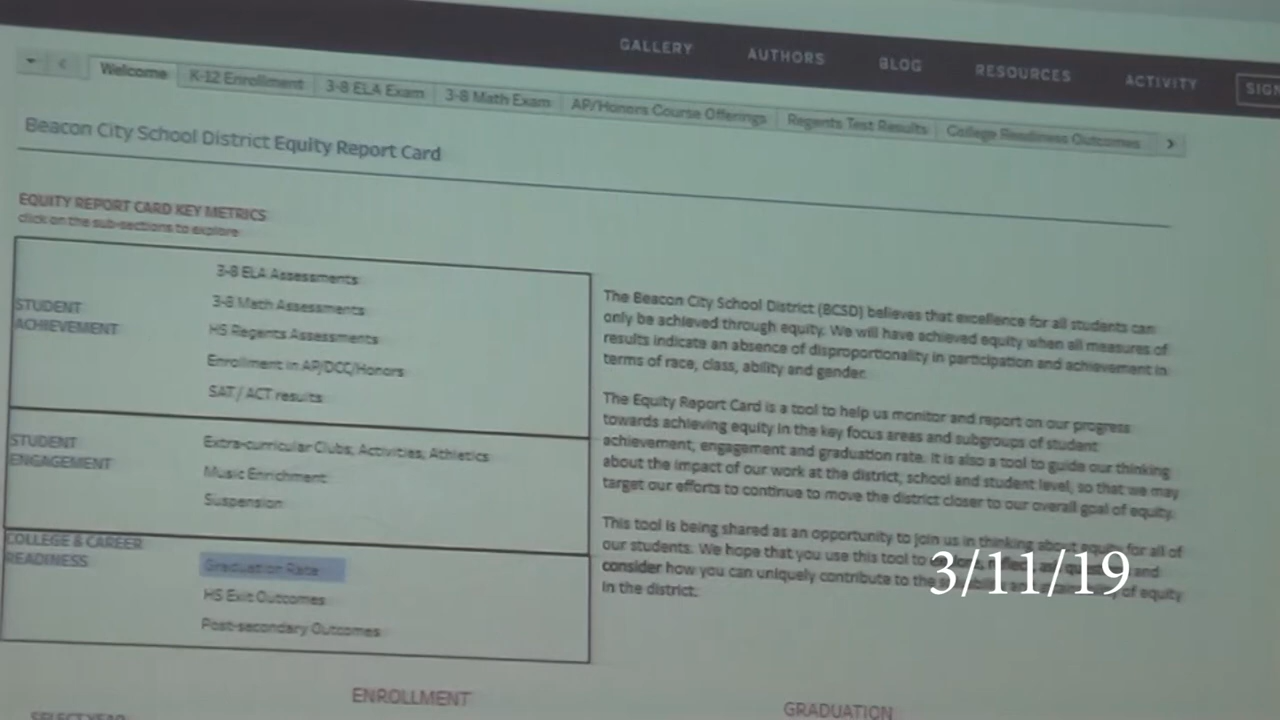 GALLERY AUTHORS BLOG RESOURCES ACTIVITY SIGN
Welcome K-12 Enrollment 3-8 ELA Exam 3-8 Math Exam AP/Honors Course Offerings Regents Test Results College Readiness Outcomes
Beacon City School District Equity Report Card
EQUITY REPORT CARD KEY METRICS
click on the sub-sections to explore
STUDENT
ACHIEVEMENT
3-8 ELA Assessments
3-8 Math Assessments
HS Regents Assessments
Enrollment in AP/DCC/Honors
SAT / ACT results
STUDENT
ENGAGEMENT
Extra-curricular Clubs, Activities, Athletics
Music Enrichment
Suspension
COLLEGE & CAREER
READINESS
Graduation Rate
HS Exit Outcomes
Post-secondary Outcomes
The Beacon City School District (BCSD) believes that excellence for all students can
only be achieved through equity. We will have achieved equity when all measures of
results indicate an absence of disproportionality in participation and achievement in
terms of race, class, ability and gender.
The Equity Report Card is a tool to help us monitor and report on our progress
towards achieving equity in the key focus areas and subgroups of student
achievement, engagement and graduation rate. It is also a tool to guide our thinking
about the impact of our work at the district, school and student level, so that we may
target our efforts to continue to move the district closer to our overall goal of equity.
This tool is being shared as an opportunity to join us in thinking about equity for all of
our students. We hope that you use this tool to and
consider how you can uniquely contribute to the of equity
in the district.
3/11/19
ENROLLMENT
GRADUATION
SELECT YEAR